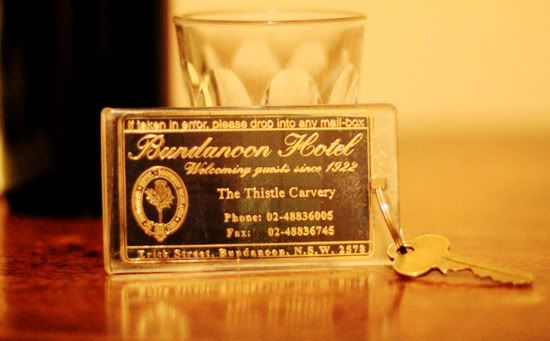 If taken in error, please drop into any mail-box
Bundanoon Hotel
Welcoming guests since 1922
The Thistle Carvery
Phone: 02-48836005
Fax: 02-48836745
Erith Street, Bundanoon, N.S.W. 2578